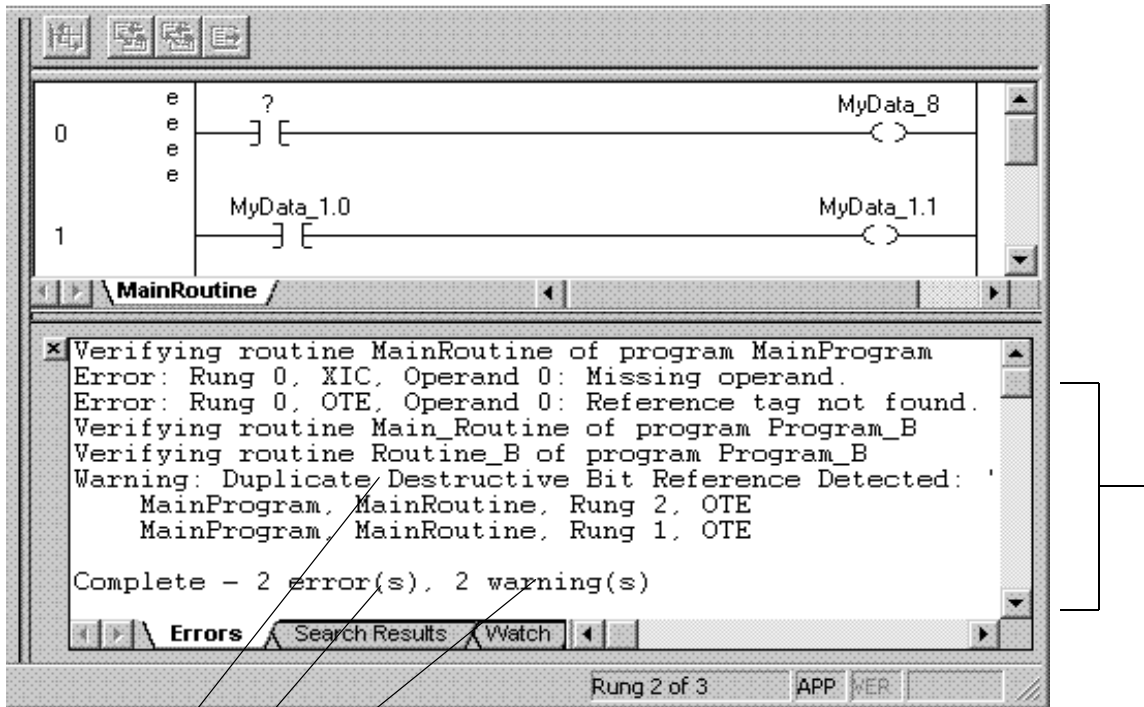 e
? MyData_8
0 e
e
e
MyData_1.0 MyData_1.1
1
MainRoutine
Verifying routine MainRoutine of program MainProgram
Error: Rung 0, XIC, Operand 0: Missing operand.
Error: Rung 0, OTE, Operand 0: Reference tag not found.
Verifying routine Main_Routine of program Program_B
Verifying routine Routine_B of program Program_B
Warning: Duplicate Destructive Bit Reference Detected: '
MainProgram, MainRoutine, Rung 2, OTE
MainProgram, MainRoutine, Rung 1, OTE
Complete – 2 error(s), 2 warning(s)
Errors Search Results Watch
Rung 2 of 3 APP VER